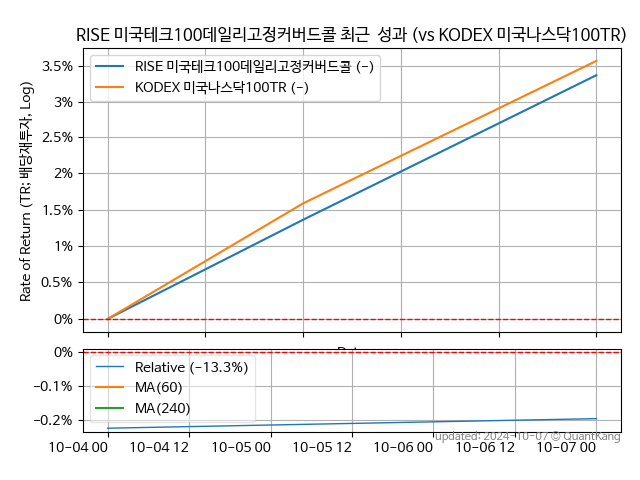 RISE 미국테크100데일리고정커버드콜 최근 성과 (vs KODEX 미국나스닥100TR)
Rate of Return (TR: 배당재투자, Log)
3.5%
3%
2.5%
2%
1.5%
1%
0.5%
0%
RISE 미국테크100데일리고정커버드콜 (-)
KODEX 미국나스닥100TR (-)
0%
-0.1%
-0.2%
Relative (-13.3%)
MA(60)
MA(240)
updated: 2024-10-07 © QuantKang
10-04 00 10-04 12 10-05 00 10-05 12 10-06 00 10-06 12 10-07 00